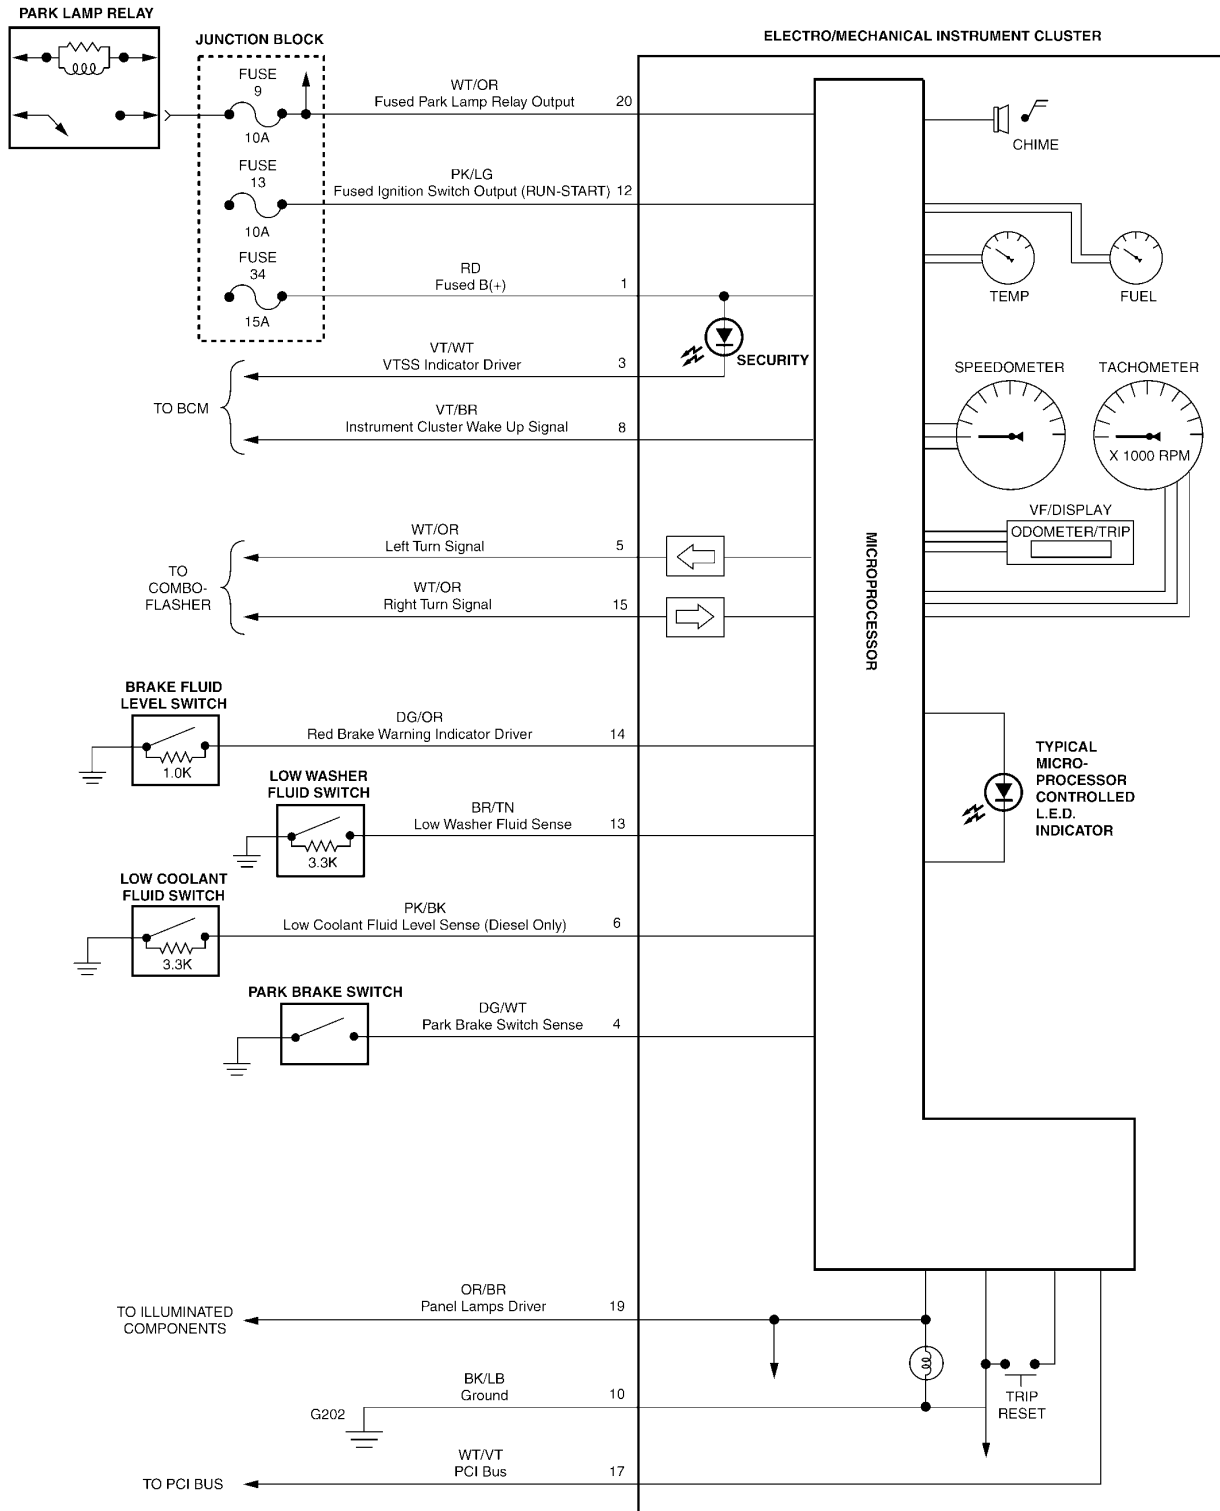 PARK LAMP RELAY
JUNCTION BLOCK
ELECTRO/MECHANICAL INSTRUMENT CLUSTER
FUSE
9
10A
WT/OR
Fused Park Lamp Relay Output 20
CHIME
FUSE
13
10A
PK/LG
Fused Ignition Switch Output (RUN-START) 12
TEMP
FUEL
FUSE
34
15A
RD
Fused B(+) 1
SECURITY
TO BCM
VT/WT
VTSS Indicator Driver 3
VT/BR
Instrument Cluster Wake Up Signal 8
SPEEDOMETER
TACHOMETER
X 1000 RPM
VF/DISPLAY
ODOMETER/TRIP
MICROPROCESSOR
TO
COMBO-
FLASHER
WT/OR
Left Turn Signal 5
WT/OR
Right Turn Signal 15
BRAKE FLUID
LEVEL SWITCH
1.0K
DG/OR
Red Brake Warning Indicator Driver 14
TYPICAL
MICRO-
PROCESSOR
CONTROLLED
L.E.D.
INDICATOR
LOW WASHER
FLUID SWITCH
3.3K
BR/TN
Low Washer Fluid Sense 13
LOW COOLANT
FLUID SWITCH
3.3K
PK/BK
Low Coolant Fluid Level Sense (Diesel Only) 6
PARK BRAKE SWITCH
DG/WT
Park Brake Switch Sense 4
TO ILLUMINATED
COMPONENTS
OR/BR
Panel Lamps Driver 19
G202
BK/LB
Ground 10
TRIP
RESET
TO PCI BUS
WT/VT
PCI Bus 17